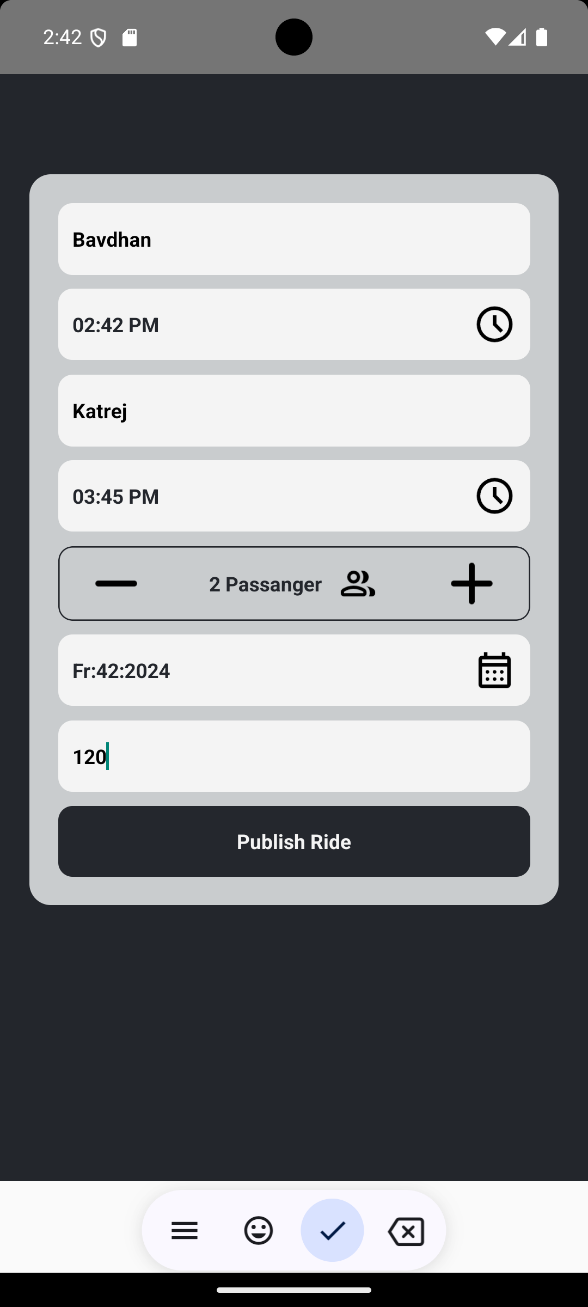 2:42
Bavdhan
02:42 PM
Katrej
03:45 PM
2 Passanger
Fr:42:2024
120
Publish Ride